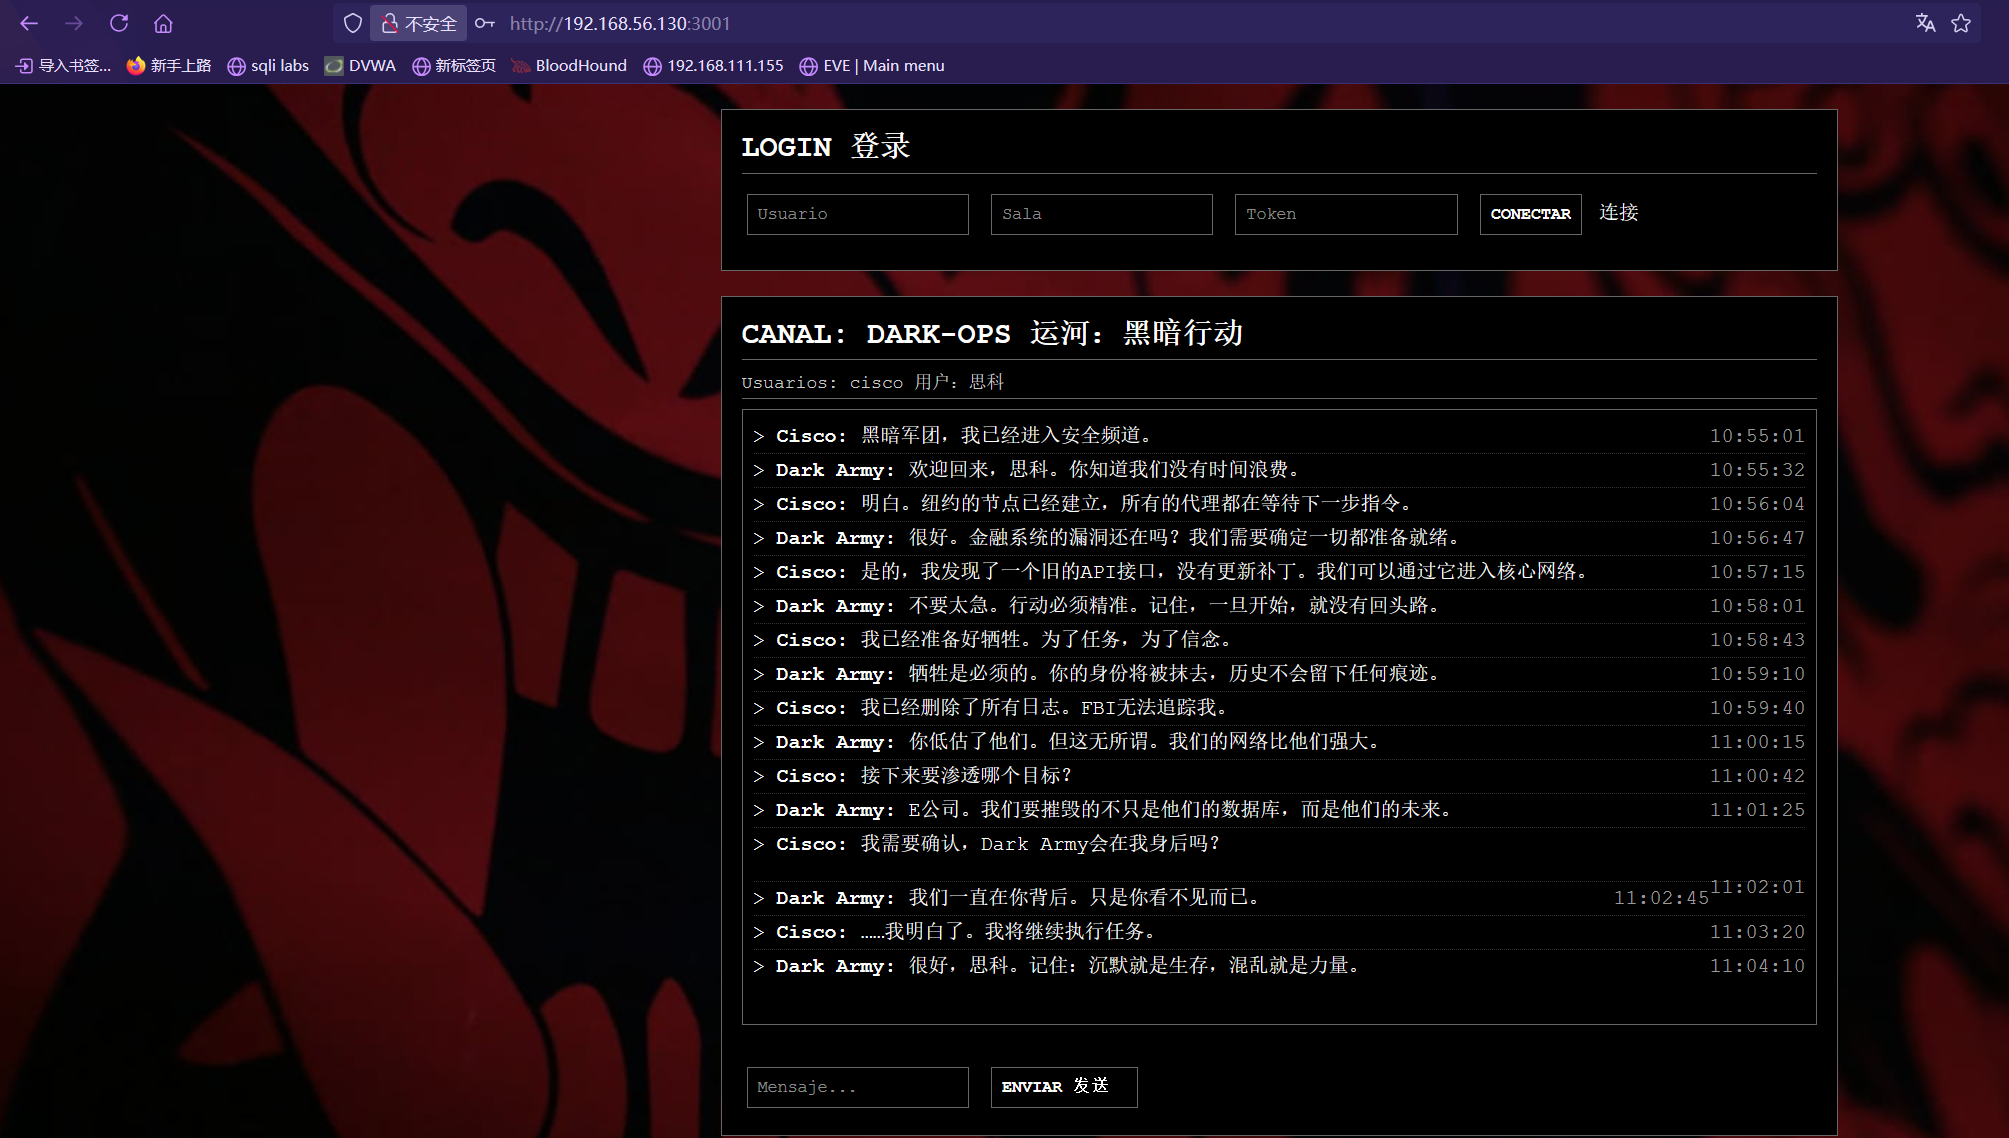 不安全 http://192.168.56.130:3001
导入书签... 新手上路 sqli labs DVWA 新标签页 BloodHound 192.168.111.155 EVE | Main menu
LOGIN 登录
Usuario Sala Token CONECTAR 连接
CANAL: DARK-OPS 运河：黑暗行动
Usuarios: cisco 用户：思科
> Cisco: 黑暗军团，我已经进入安全频道。 10:55:01
> Dark Army: 欢迎回来，思科。你知道我们没有时间浪费。 10:55:32
> Cisco: 明白。纽约的节点已经建立，所有的代理都在等待下一步指令。 10:56:04
> Dark Army: 很好。金融系统的漏洞还在吗？我们需要确定一切都准备就绪。 10:56:47
> Cisco: 是的，我发现了一个旧的API接口，没有更新补丁。我们可以通过它进入核心网络。 10:57:15
> Dark Army: 不要太急。行动必须精准。记住，一旦开始，就没有回头路。 10:58:01
> Cisco: 我已经准备好牺牲。为了任务，为了信念。 10:58:43
> Dark Army: 牺牲是必须的。你的身份将被抹去，历史不会留下任何痕迹。 10:59:10
> Cisco: 我已经删除了所有日志。FBI无法追踪我。 10:59:40
> Dark Army: 你低估了他们。但这无所谓。我们的网络比他们强大。 11:00:15
> Cisco: 接下来要渗透哪个目标？ 11:00:42
> Dark Army: E公司。我们要摧毁的不只是他们的数据库，而是他们的未来。 11:01:25
> Cisco: 我需要确认，Dark Army会在我身后吗？ 11:02:01
> Dark Army: 我们一直在你背后。只是你看不见而已。 11:02:45
> Cisco: ……我明白了。我将继续执行任务。 11:03:20
> Dark Army: 很好，思科。记住：沉默就是生存，混乱就是力量。 11:04:10
Mensaje... ENVIAR 发送